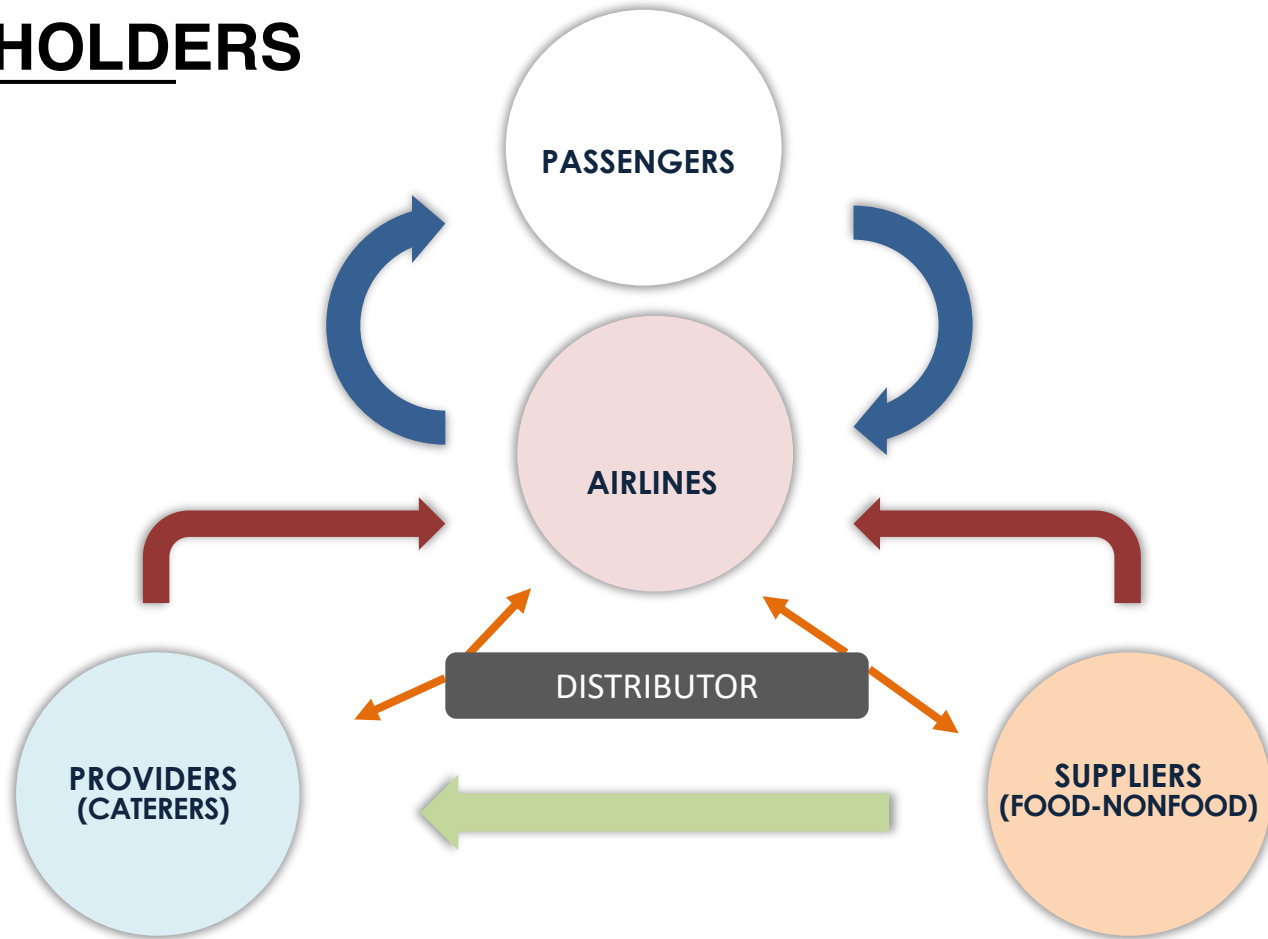 HOLDERS
PASSENGERS
AIRLINES
DISTRIBUTOR
PROVIDERS
(CATERERS)
SUPPLIERS
(FOOD-NONFOOD)